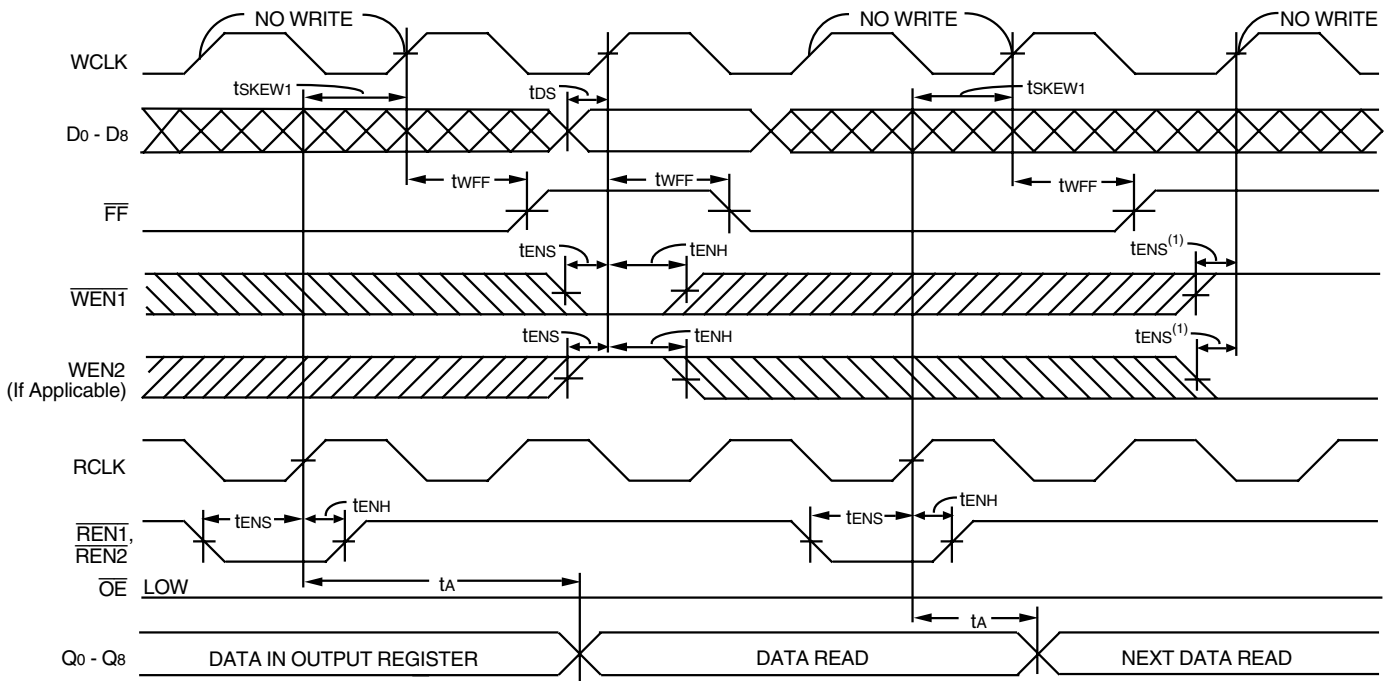 NO WRITE NO WRITE NO WRITE
WCLK
tSKEW1 tDS tSKEW1
D0 - D8
tWFF tWFF tWFF
FF
tENS tENH tENS(1)
WEN1
tENS tENH tENS(1)
WEN2
(If Applicable)
RCLK
tENS tENH tENS tENH
REN1,
REN2
tA
OE LOW
tA
Q0 - Q8 DATA IN OUTPUT REGISTER DATA READ NEXT DATA READ